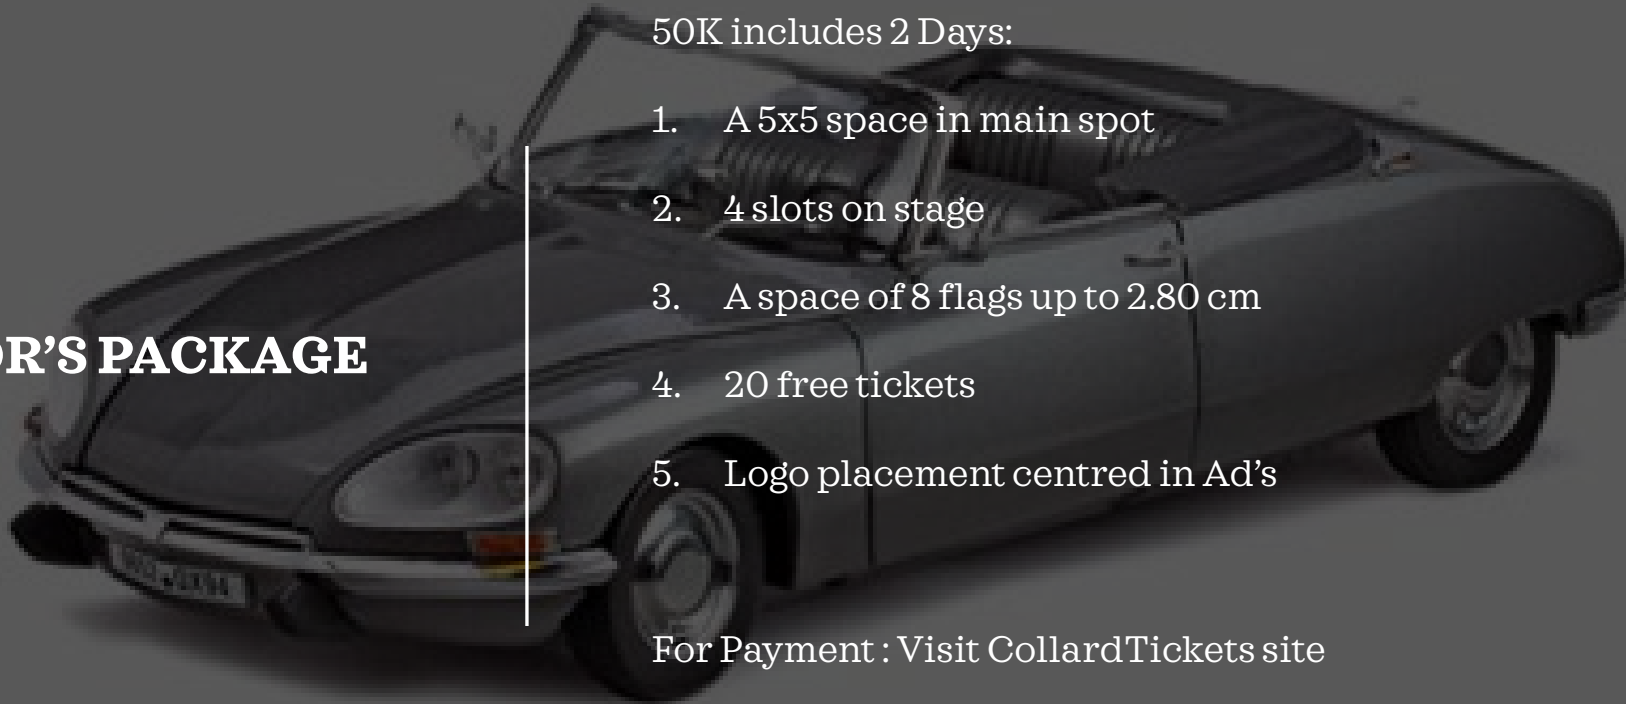 OR'S PACKAGE
50K includes 2 Days:
1. A 5x5 space in main spot
2. 4 slots on stage
3. A space of 8 flags up to 2.80 cm
4. 20 free tickets
5. Logo placement centred in Ad's
For Payment : Visit CollardTickets site